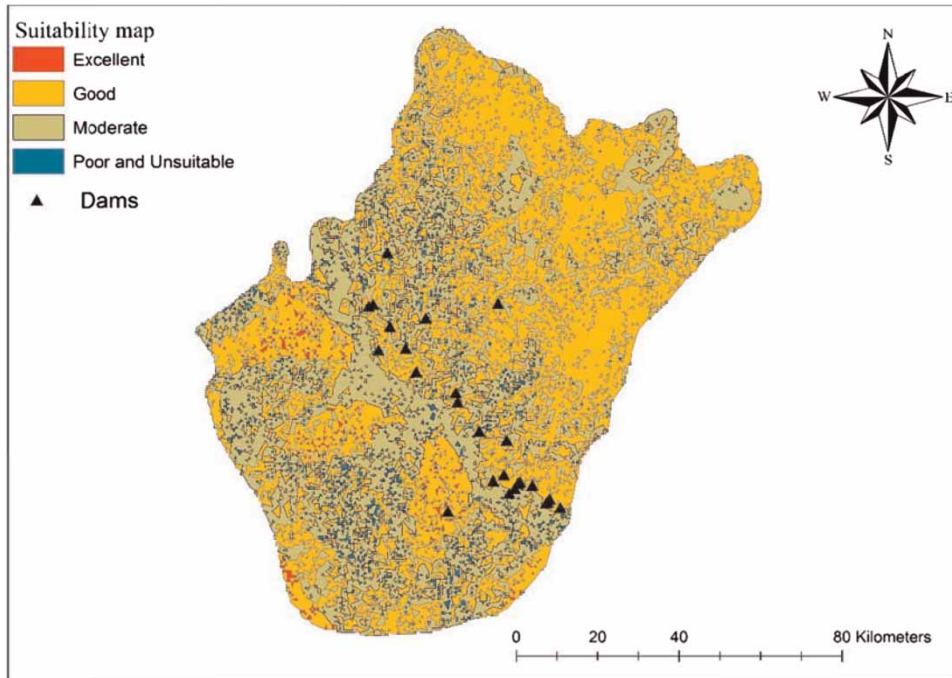 Suitability map
Excellent
Good
Moderate
Poor and Unsuitable
Dams
N
W E
S
0 20 40 80 Kilometers